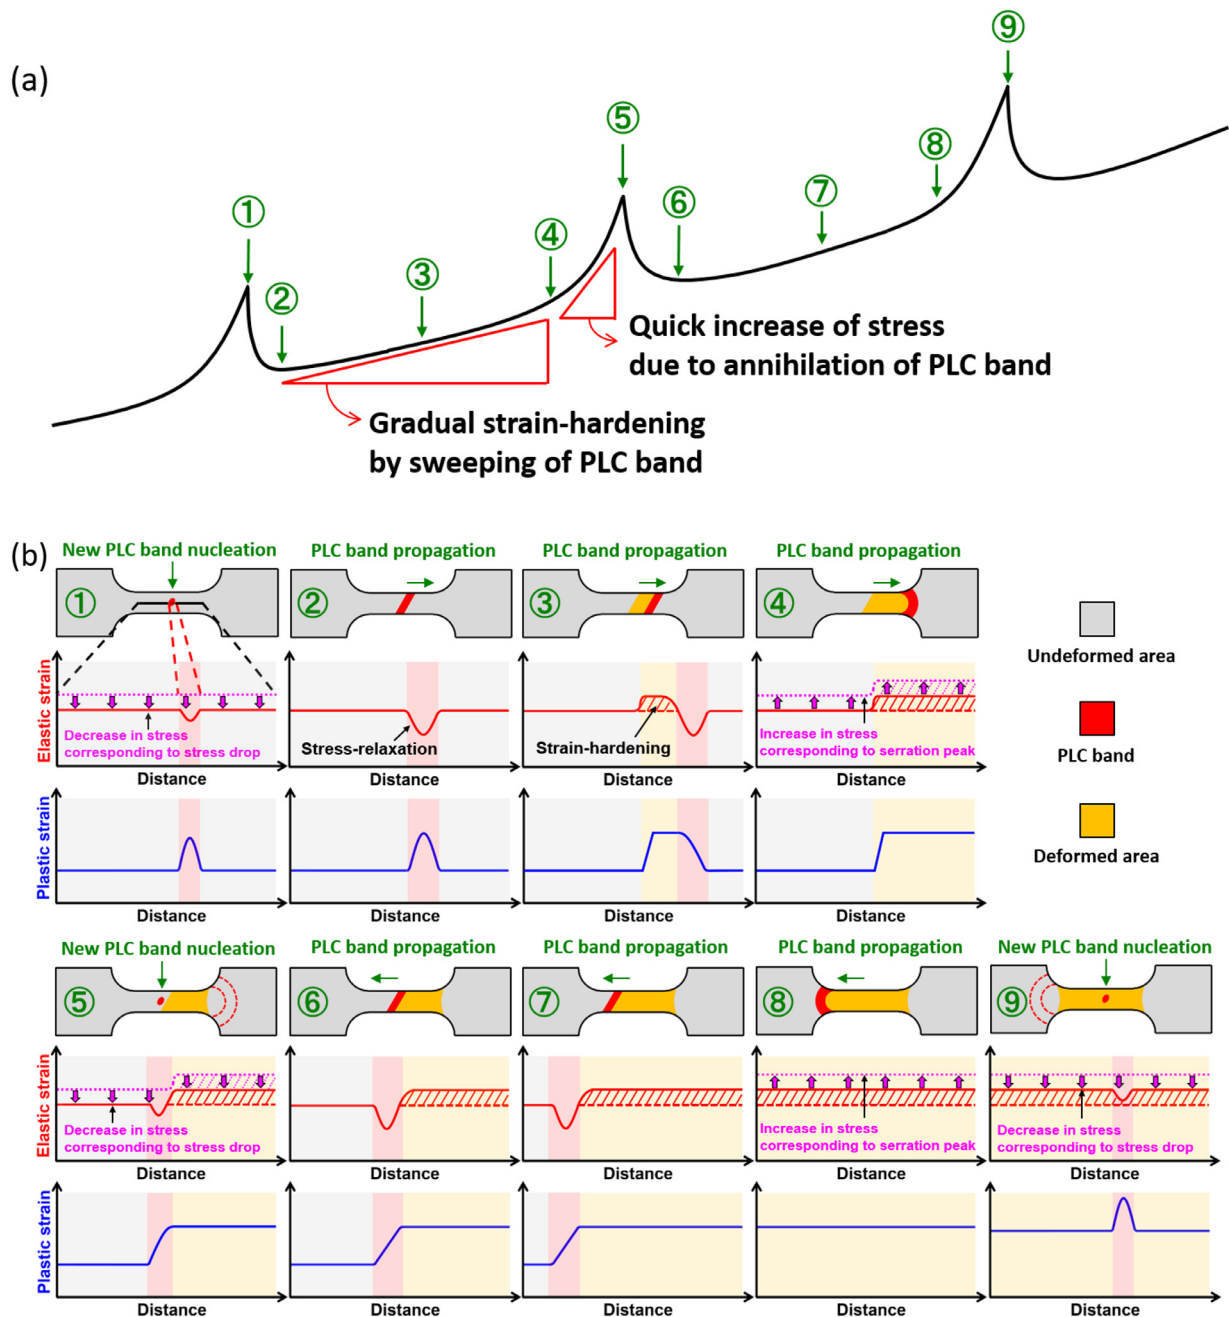 (a)
①
②
③
④
⑤
⑥
⑦
⑧
⑨
Quick increase of stress
due to annihilation of PLC band
Gradual strain-hardening
by sweeping of PLC band
(b)
New PLC band nucleation
PLC band propagation
PLC band propagation
PLC band propagation
①
②
③
④
Undeformed area
PLC band
Deformed area
Elastic strain
Decrease in stress
corresponding to stress drop
Stress-relaxation
Strain-hardening
Increase in stress
corresponding to serration peak
Distance
Distance
Distance
Distance
Plastic strain
Distance
Distance
Distance
Distance
New PLC band nucleation
PLC band propagation
PLC band propagation
PLC band propagation
New PLC band nucleation
⑤
⑥
⑦
⑧
⑨
Elastic strain
Decrease in stress
corresponding to stress drop
Increase in stress
corresponding to serration peak
Decrease in stress
corresponding to stress drop
Distance
Distance
Distance
Distance
Distance
Plastic strain
Distance
Distance
Distance
Distance
Distance